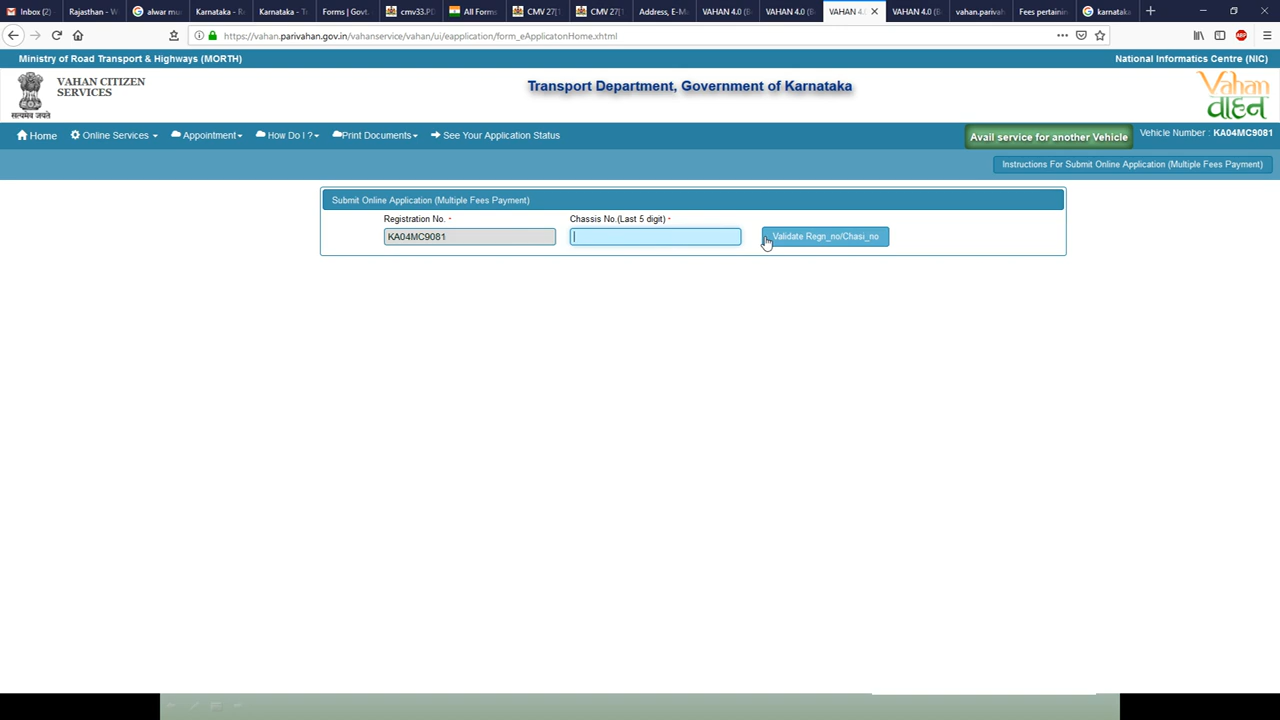 Inbox (2) Rajasthan - W alwar mu Karnataka - R Karnataka - T Forms | Govt. cmv33.PD All Forms CMV 27[1 CMV 27[1 Address, E-M VAHAN 4.0 (B VAHAN 4.0 (B VAHAN 4. VAHAN 4.0 (B vahan.parivah Fees pertainin karnataka
https://vahan.parivahan.gov.in/vahanservice/vahan/ui/eapplication/form_eApplicatonHome.xhtml
ABP
Ministry of Road Transport & Highways (MORTH) National Informatics Centre (NIC)
VAHAN CITIZEN
SERVICES
सत्यमेव जयते
Transport Department, Government of Karnataka
Vahan
वाहन
Home Online Services Appointment How Do I ? Print Documents See Your Application Status Avail service for another Vehicle Vehicle Number : KA04MC9081
Instructions For Submit Online Application (Multiple Fees Payment)
Submit Online Application (Multiple Fees Payment)
Registration No. * Chassis No.(Last 5 digit) *
KA04MC9081 Validate Regn_no/Chasi_no